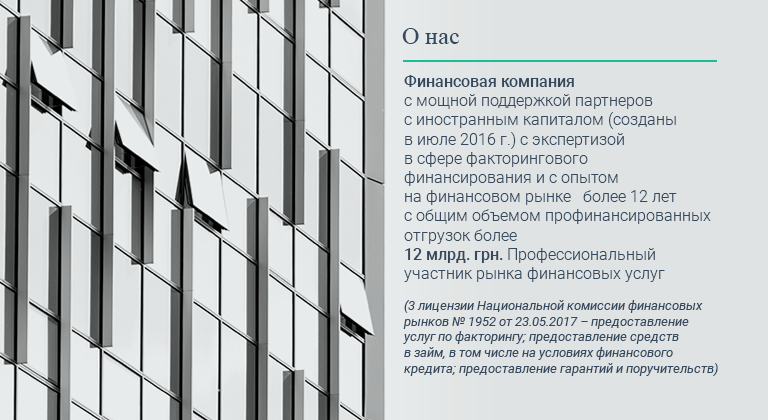 О нас
Финансовая компания
с мощной поддержкой партнеров
с иностранным капиталом (созданы
в июле 2016 г.) с экспертизой
в сфере факторингового
финансирования и с опытом
на финансовом рынке более 12 лет
с общим объемом профинансированных
отгрузок более
12 млрд. грн. Профессиональный
участник рынка финансовых услуг
(3 лицензии Национальной комиссии финансовых
рынков № 1952 от 23.05.2017 – предоставление
услуг по факторингу; предоставление средств
в займ, в том числе на условиях финансового
кредита; предоставление гарантий и поручительств)